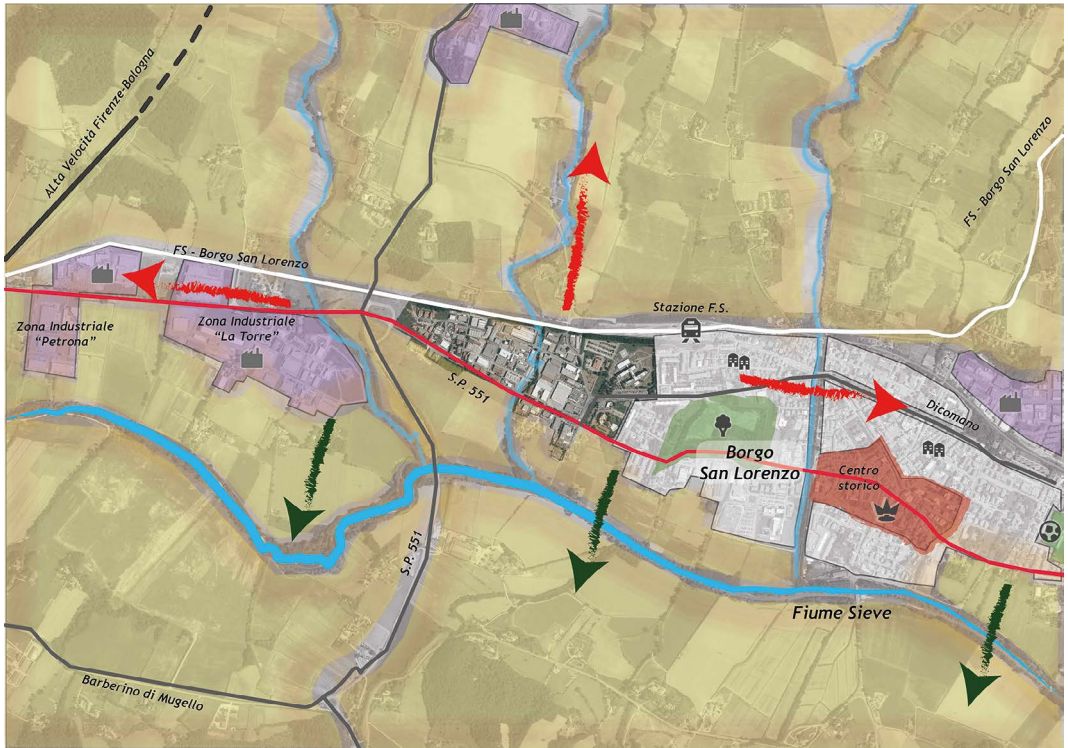 ALta Velocità Firenze-Bologna
FS - Borgo San Lorenzo
FS - Borgo San Lorenzo
Stazione F.S.
Zona Industriale
"Petrona"
Zona Industriale
"La Torre"
S.P. 551
Dicomano
Borgo
San Lorenzo
Centro
storico
S.P. 551
Fiume Sieve
Barberino di Mugello